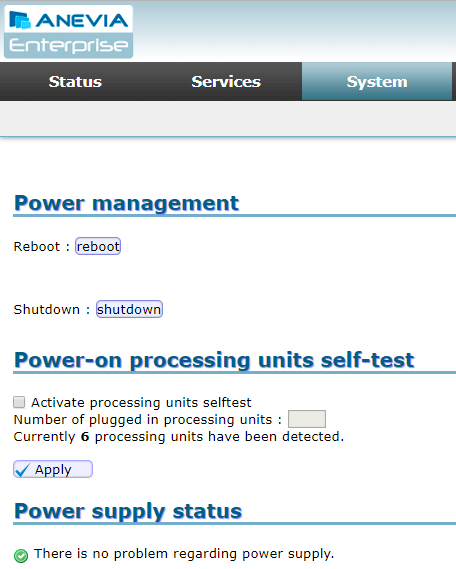 ANEVIA
Enterprise
Status Services System
Power management
Reboot : reboot
Shutdown : shutdown
Power-on processing units self-test
Activate processing units selftest
Number of plugged in processing units :
Currently 6 processing units have been detected.
Apply
Power supply status
There is no problem regarding power supply.